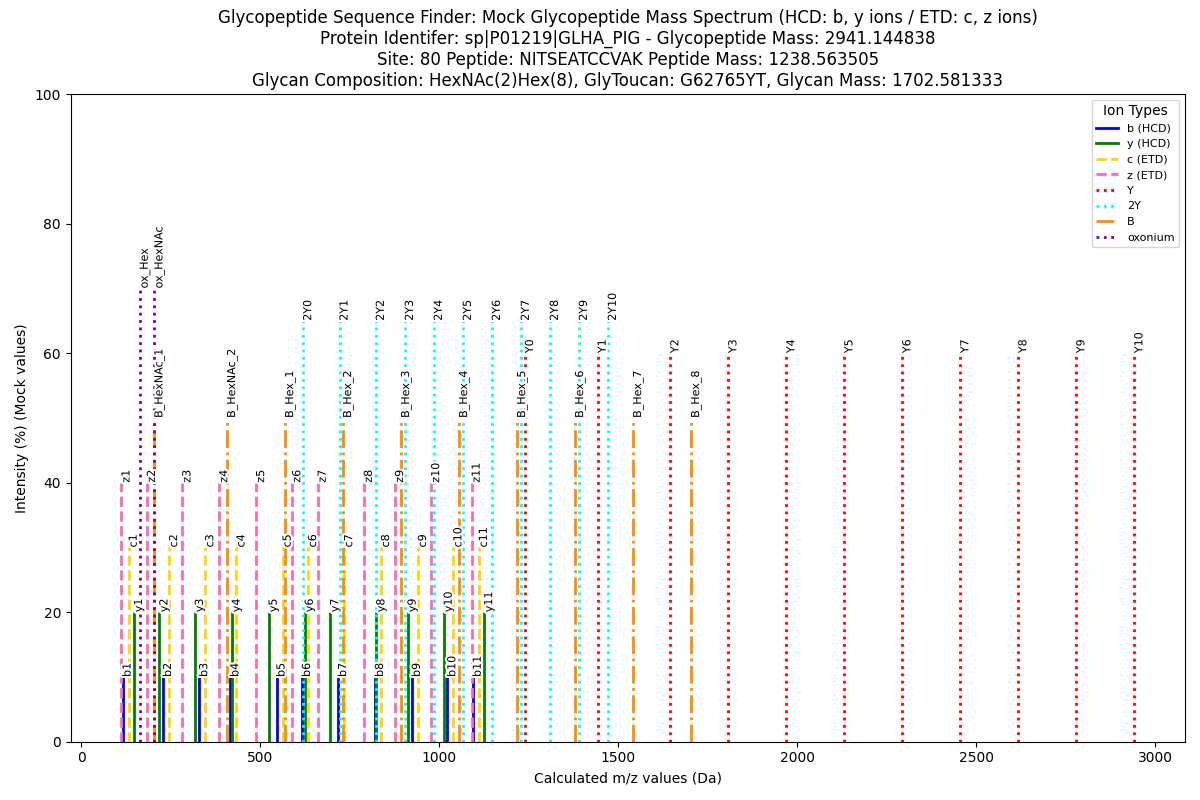 Glycopeptide Sequence Finder: Mock Glycopeptide Mass Spectrum (HCD: b, y ions / ETD: c, z ions)
Protein Identifer: sp|P01219|GLHA_PIG - Glycopeptide Mass: 2941.144838
Site: 80 Peptide: NITSEATCCVAK Peptide Mass: 1238.563505
Glycan Composition: HexNAc(2)Hex(8), GlyToucan: G62765YT, Glycan Mass: 1702.581333
Intensity (%) (Mock values)
100
80
60
40
20
0
Ion Types
b (HCD)
y (HCD)
c (ETD)
z (ETD)
Y
2Y
B
oxonium
ox_Hex
ox_HexNAc
2Y0
2Y1
2Y2
2Y3
2Y4
2Y5
2Y6
2Y7
2Y8
2Y9
2Y10
Y0
Y1
Y2
Y3
Y4
Y5
Y6
Y7
Y8
Y9
Y10
B_HexNAc_1
B_HexNAc_2
B_Hex_1
B_Hex_2
B_Hex_3
B_Hex_4
B_Hex_5
B_Hex_6
B_Hex_7
B_Hex_8
z1
z2
z3
z4
z5
z6
z7
z8
z9
z10
z11
c1
c2
c3
c4
c5
c6
c7
c8
c9
c10
c11
y1
y2
y3
y4
y5
y6
y7
y8
y9
y10
y11
b1
b2
b3
b4
b5
b6
b7
b8
b9
b10
b11
0
500
1000
1500
2000
2500
3000
Calculated m/z values (Da)